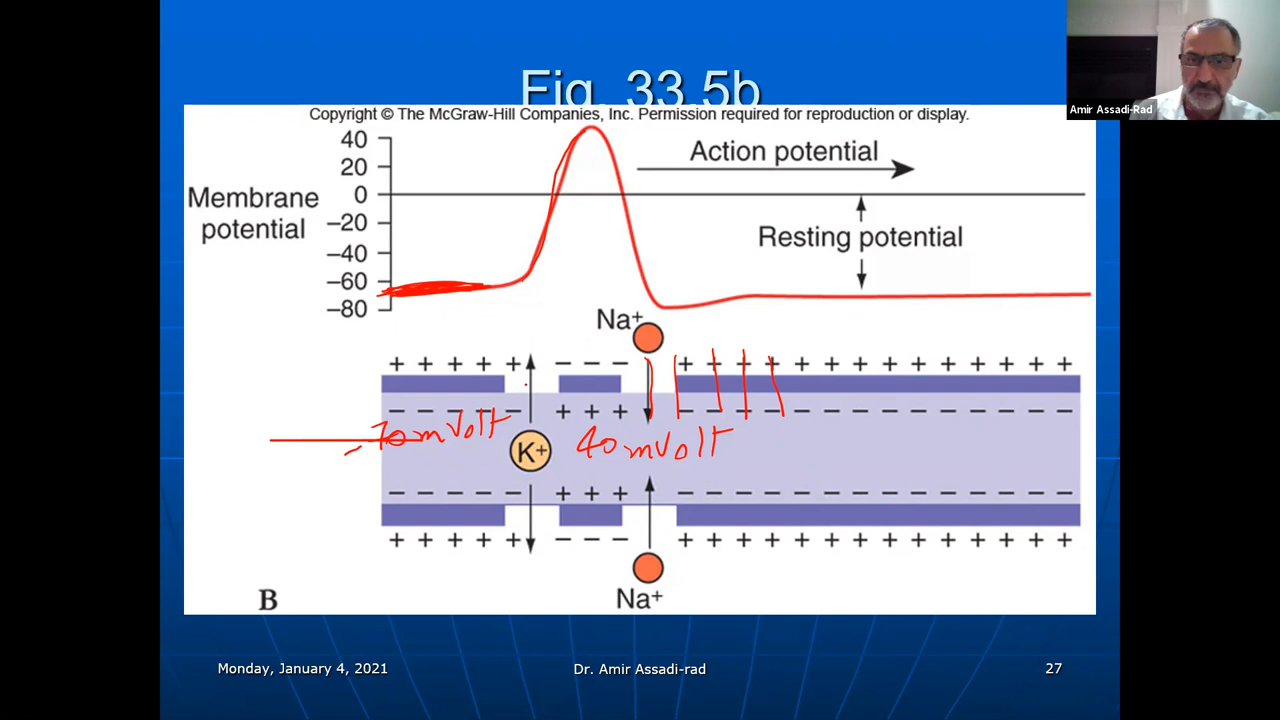 Fig. 33.5b
Amir Assadi-Rad
Copyright © The McGraw-Hill Companies, Inc. Permission required for reproduction or display.
40
20
0
–20
–40
–60
–80
Membrane
potential
Action potential
Resting potential
Na+
+ + + + + – – – + + + + + + + + + + + + + +
– – – – – + + + – – – – – – – – – – – – – –
-70 mVolt
K+
40 mVolt
– – – – – + + + – – – – – – – – – – – – – –
+ + + + + – – – + + + + + + + + + + + + + +
Na+
B
Monday, January 4, 2021
Dr. Amir Assadi-rad
27